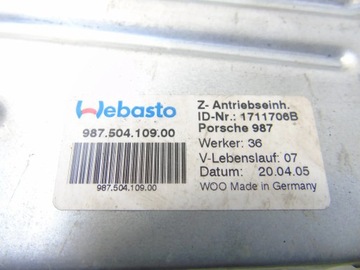 Webasto
987.504.109.00
987.504.109.00
Z- Antriebseinh.
ID-Nr.: 1711706B
Porsche 987
Werker: 36
V-Lebenslauf: 07
Datum: 20.04.05
WOO Made in Germany